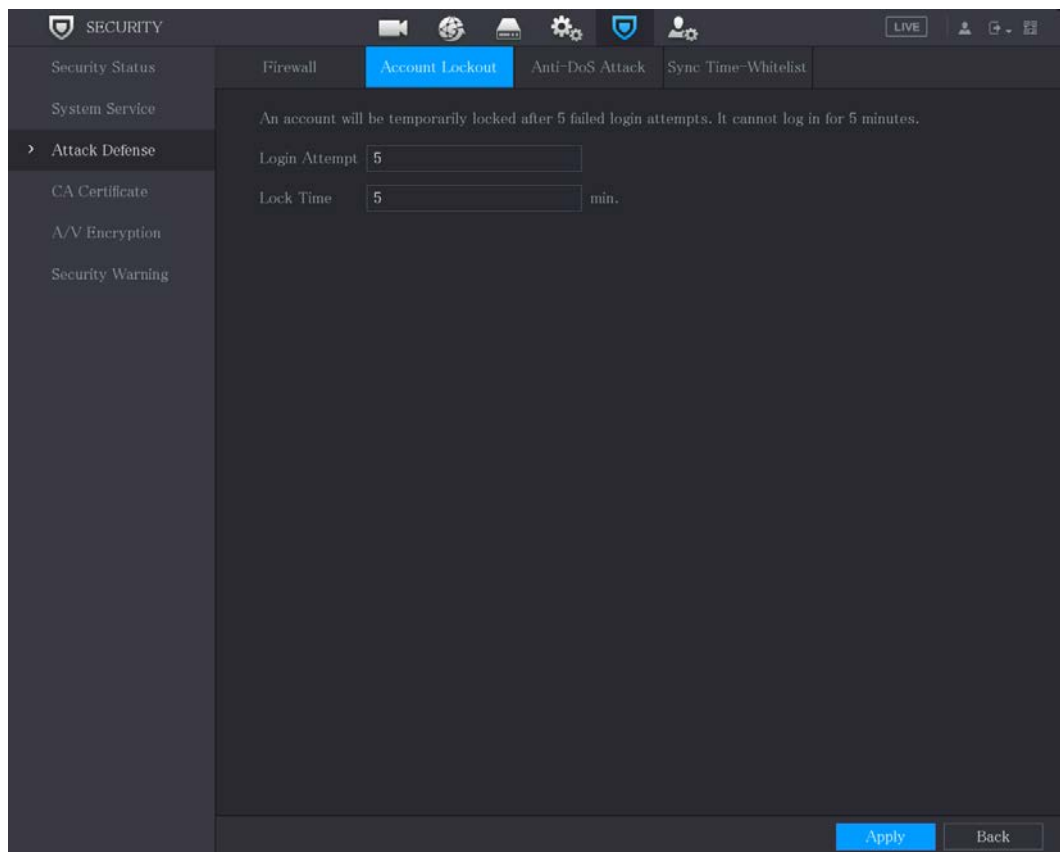 SECURITY
LIVE
Security Status
System Service
Attack Defense
CA Certificate
A/V Encryption
Security Warning
Firewall Account Lockout Anti-DoS Attack Sync Time-Whitelist
An account will be temporarily locked after 5 failed login attempts. It cannot log in for 5 minutes.
Login Attempt 5
Lock Time 5 min.
Apply Back